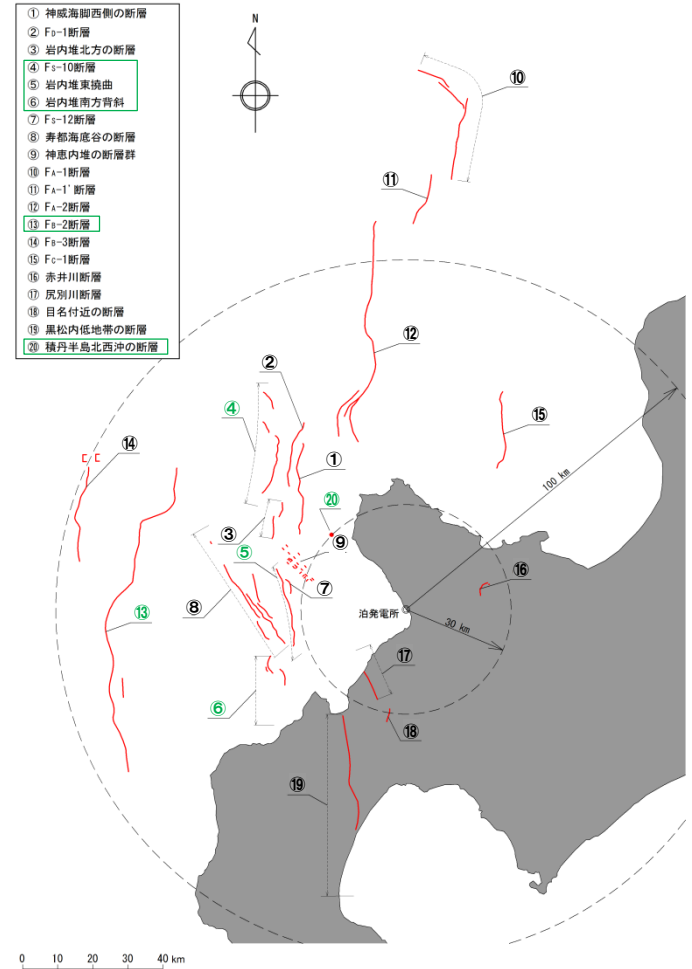 ① 神威海脚西側の断層
② FD-1断層
③ 岩内堆北方の断層
④ Fs-10断層
⑤ 岩内堆東撓曲
⑥ 岩内堆南方背斜
⑦ Fs-12断層
⑧ 寿都海底谷の断層
⑨ 神恵内堆の断層群
⑩ FA-1断層
⑪ FA-1'断層
⑫ FA-2断層
⑬ FB-2断層
⑭ FB-3断層
⑮ Fc-1断層
⑯ 赤井川断層
⑰ 尻別川断層
⑱ 目名付近の断層
⑲ 黒松内低地帯の断層
⑳ 積丹半島北西沖の断層
N
⑩
⑪
⑫
②
④
⑮
①
⑭
100 km
⑳
③
⑨
⑤
⑦
⑯
⑧
泊発電所
⑬
30 km
⑰
⑥
⑱
⑲
0 10 20 30 40 km